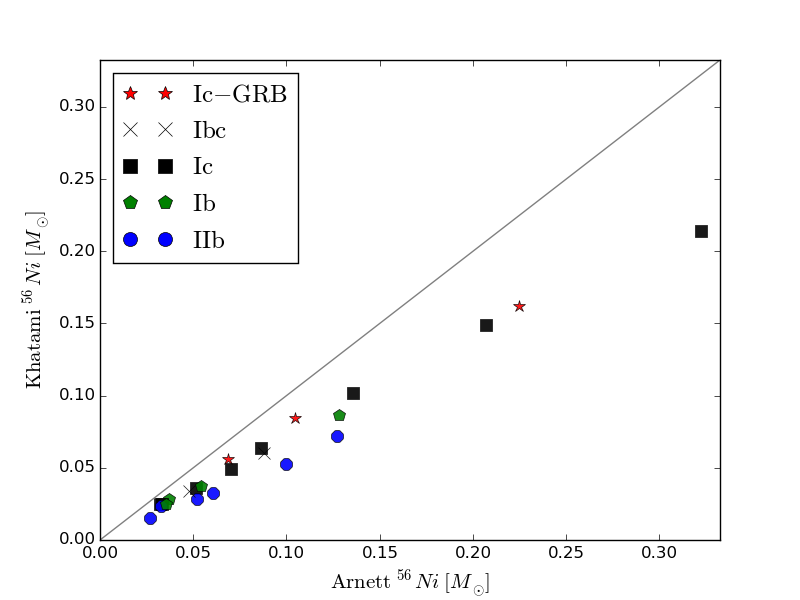 Ic−GRB
Ibc
Ic
Ib
IIb
0.30
0.25
0.20
0.15
0.10
0.05
0.00
Khatami ⁵⁶Ni [M☉]
0.00 0.05 0.10 0.15 0.20 0.25 0.30
Arnett ⁵⁶Ni [M☉]